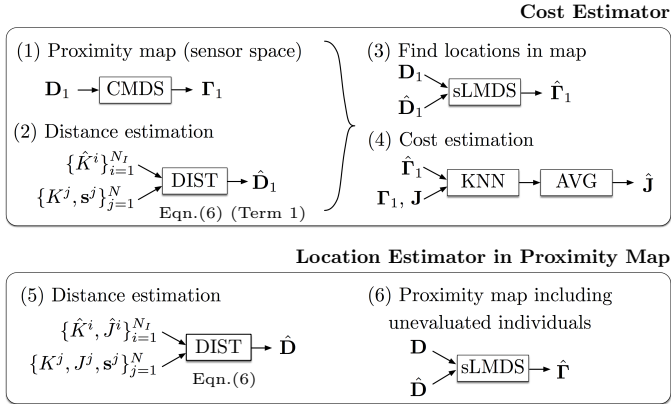 Cost Estimator
(1) Proximity map (sensor space)
D₁ CMDS Γ₁
(2) Distance estimation
{K̂ⁱ}ᵢ₌₁^{N_I}
{Kʲ, sʲ}ⱼ₌₁^N
DIST D̂₁
Eqn.(6) (Term 1)
(3) Find locations in map
D₁
D̂₁
sLMDS Γ̂₁
(4) Cost estimation
Γ̂₁
Γ₁, J
KNN AVG Ĵ
Location Estimator in Proximity Map
(5) Distance estimation
{K̂ⁱ, Ĵⁱ}ᵢ₌₁^{N_I}
{Kʲ, Jʲ, sʲ}ⱼ₌₁^N
DIST D̂
Eqn.(6)
(6) Proximity map including
unevaluated individuals
D
D̂
sLMDS Γ̂